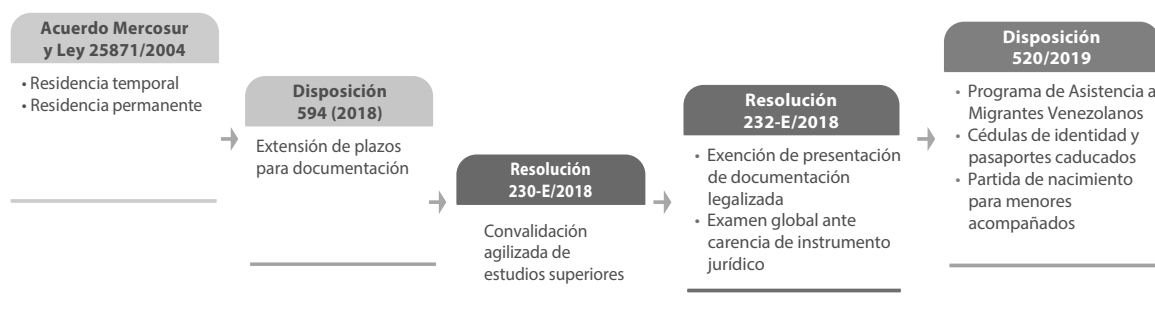 Acuerdo Mercosur
y Ley 25871/2004
• Residencia temporal
• Residencia permanente
Disposición
594 (2018)
Extensión de plazos
para documentación
Resolución
230-E/2018
Convalidación
agilizada de
estudios superiores
Resolución
232-E/2018
• Exención de presentación
de documentación
legalizada
• Examen global ante
carencia de instrumento
jurídico
Disposición
520/2019
• Programa de Asistencia a
Migrantes Venezolanos
• Cédulas de identidad y
pasaportes caducados
• Partida de nacimiento
para menores
acompañados